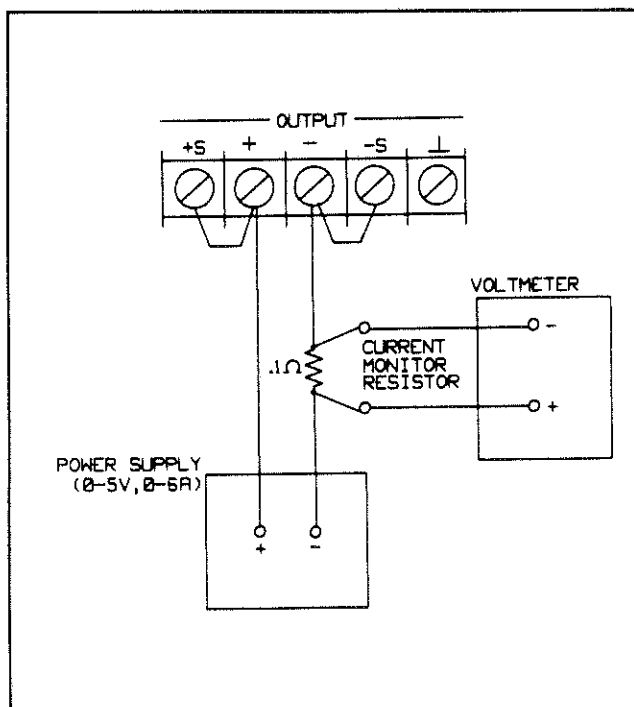 OUTPUT
+S + - -S ⊥
VOLTMETER
-
.1Ω
CURRENT
MONITOR
RESISTOR
+
POWER SUPPLY
(0-5V,0-6A)
+ -